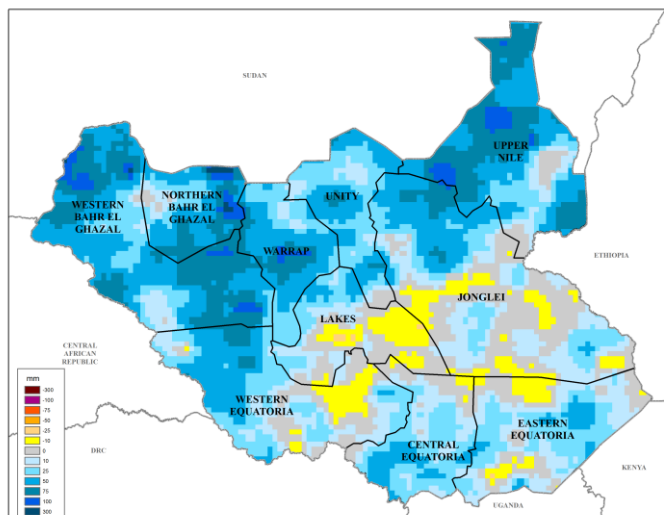 SUDAN
UPPER
NILE
NORTHERN
BAHR EL
GHAZAL
UNITY
WESTERN
BAHR EL
GHAZAL
WARRAP
ETHIOPIA
JONGLEI
LAKES
CENTRAL
AFRICAN
REPUBLIC
mm
-300
-100
-75
-50
-25
-10
0
10
25
50
75
100
300
WESTERN
EQUATORIA
EASTERN
EQUATORIA
CENTRAL
EQUATORIA
DRC
KENYA
UGANDA